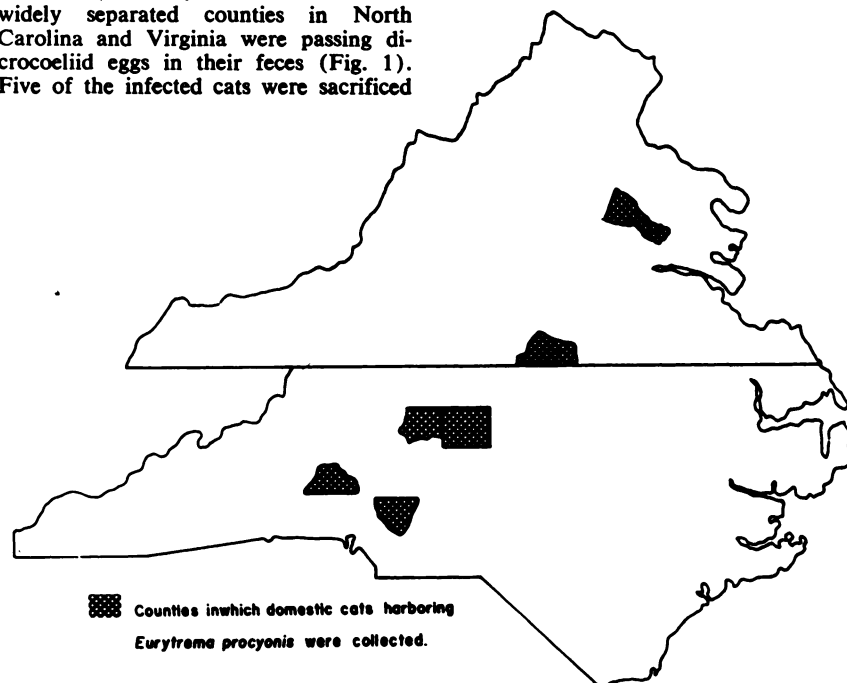 widely separated counties in North
Carolina and Virginia were passing di-
crocoeliid eggs in their feces (Fig. 1).
Five of the infected cats were sacrificed
Counties inwhich domestic cats harboring
Eurytrema procyonis were collected.